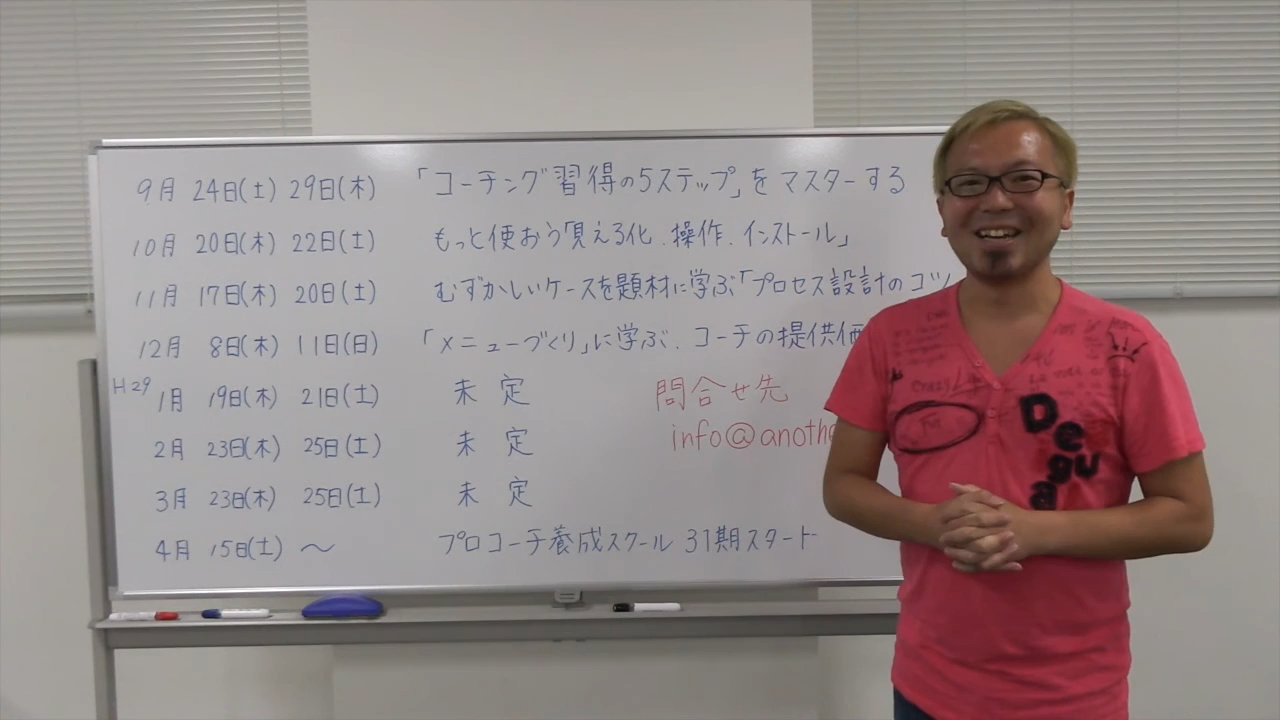 9月 24日(土) 29日(木) 「コーチング習得の5ステップ」をマスターする
10月 20日(木) 22日(土) もっと使おう「見える化、操作、インストール」
11月 17日(木) 20日(土) むずかしいケースを題材に学ぶ「プロセス設計のコツ
12月 8日(木) 11日(日) 「メニューづくり」に学ぶ、コーチの提供価
H29 1月 19日(木) 21日(土) 未定
問合せ先
2月 23日(木) 25日(土) 未定
info@anothe
3月 23日(木) 25日(土) 未定
4月 15日(土) 〜 プロコーチ養成スクール 31期スタート
CRAZY
Degua